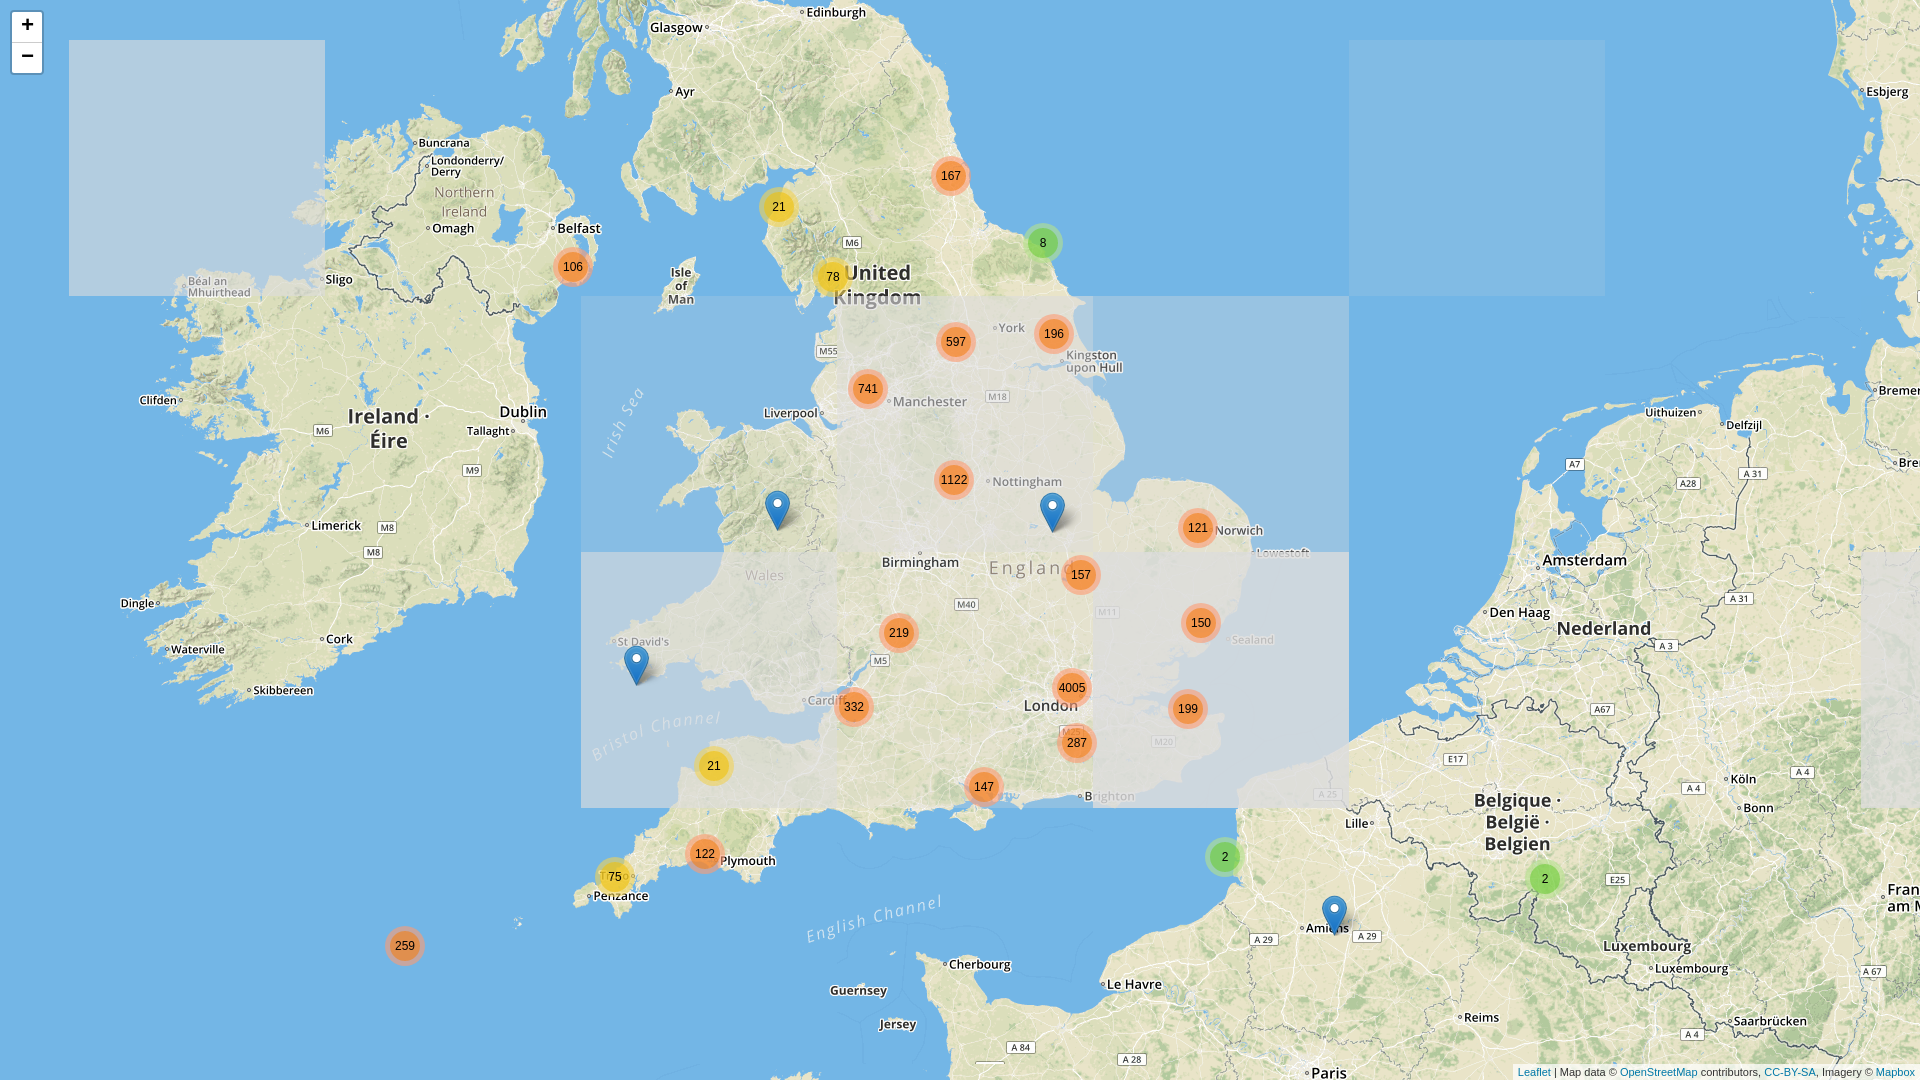 +
−
Edinburgh
Glasgow
Ayr
Esbjerg
Buncrana
Londonderry/
Derry
Northern
Ireland
Omagh
Belfast
167
21
8
M6
106
78
United
Kingdom
Isle
of
Man
Sligo
Béal an
Mhuirthead
York
196
597
M55
Kingston
upon Hull
741
Manchester
M18
Clifden
Liverpool
Dublin
Tallaght
Ireland ·
Éire
M6
M9
Irish Sea
Uithuizen
Delfzijl
A7
A 31
A28
1122
Nottingham
Limerick
M8
M8
121
Norwich
Lowestoft
Birmingham
England
157
Wales
Amsterdam
Dingle
M40
M11
Den Haag
A 31
Nederland
219
150
Sealand
St David's
Cork
Waterville
M5
A 3
Skibbereen
4005
London
199
Cardiff
332
A67
Bristol Channel
287
M20
E17
21
147
Brighton
A 25
A 4
Köln
A 4
Bonn
Belgique ·
België ·
Belgien
Lille
122
Plymouth
2
75
Penzance
2
E25
English Channel
259
Amiens
A 29
A 29
Luxembourg
Luxembourg
A 67
Cherbourg
Le Havre
Guernsey
Jersey
Reims
Saarbrücken
A 4
A 84
A 28
Paris
Leaflet | Map data © OpenStreetMap contributors, CC-BY-SA, Imagery © Mapbox